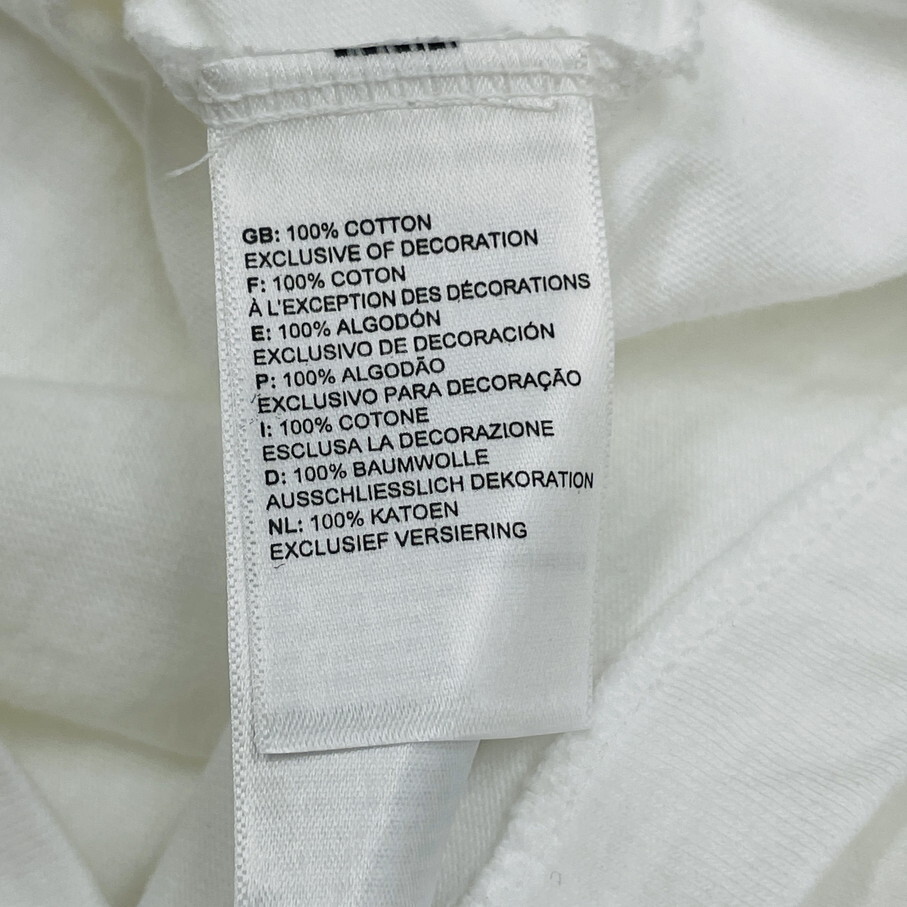 GB: 100% COTTON
EXCLUSIVE OF DECORATION
F: 100% COTON
À L'EXCEPTION DES DÉCORATIONS
E: 100% ALGODÓN
EXCLUSIVO DE DECORACIÓN
P: 100% ALGODÃO
EXCLUSIVO PARA DECORAÇÃO
I: 100% COTONE
ESCLUSA LA DECORAZIONE
D: 100% BAUMWOLLE
AUSSCHLIESSLICH DEKORATION
NL: 100% KATOEN
EXCLUSIEF VERSIERING